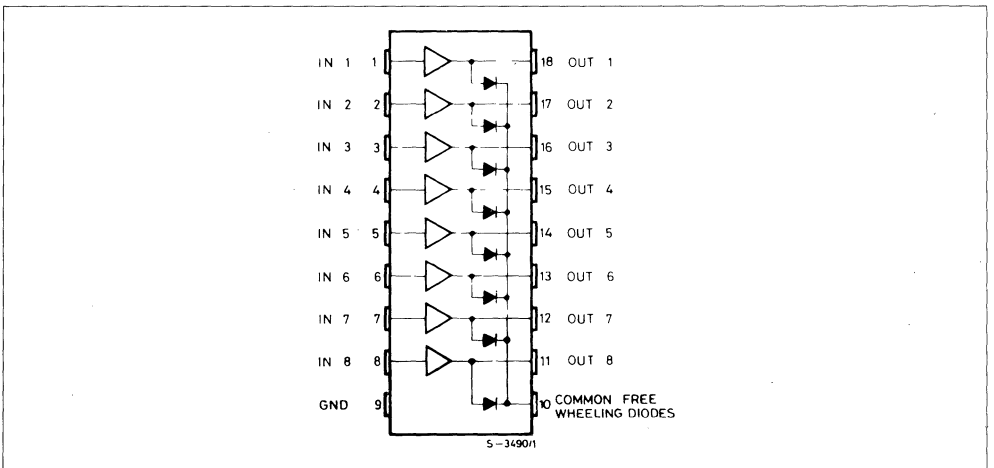 IN 1 1 18 OUT 1
IN 2 2 17 OUT 2
IN 3 3 16 OUT 3
IN 4 4 15 OUT 4
IN 5 5 14 OUT 5
IN 6 6 13 OUT 6
IN 7 7 12 OUT 7
IN 8 8 11 OUT 8
GND 9 10 COMMON FREE
WHEELING DIODES
S-3490/1